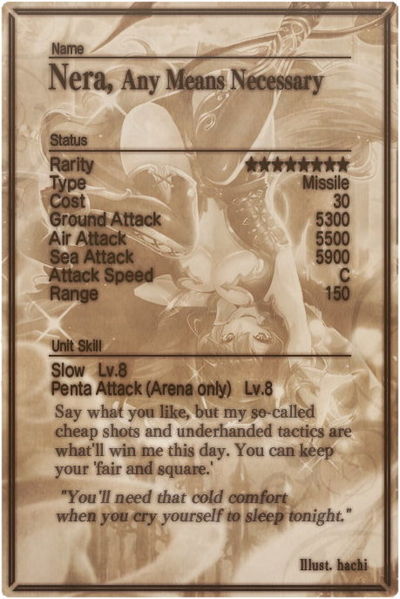 Name
Nera, Any Means Necessary
Status
Rarity ★★★★★★★★
Type Missile
Cost 30
Ground Attack 5300
Air Attack 5500
Sea Attack 5900
Attack Speed C
Range 150
Unit Skill
Slow Lv.8
Penta Attack (Arena only) Lv.8
Say what you like, but my so-called
cheap shots and underhanded tactics are
what'll win me this day. You can keep
your 'fair and square.'
"You'll need that cold comfort
when you cry yourself to sleep tonight."
Illust. hachi